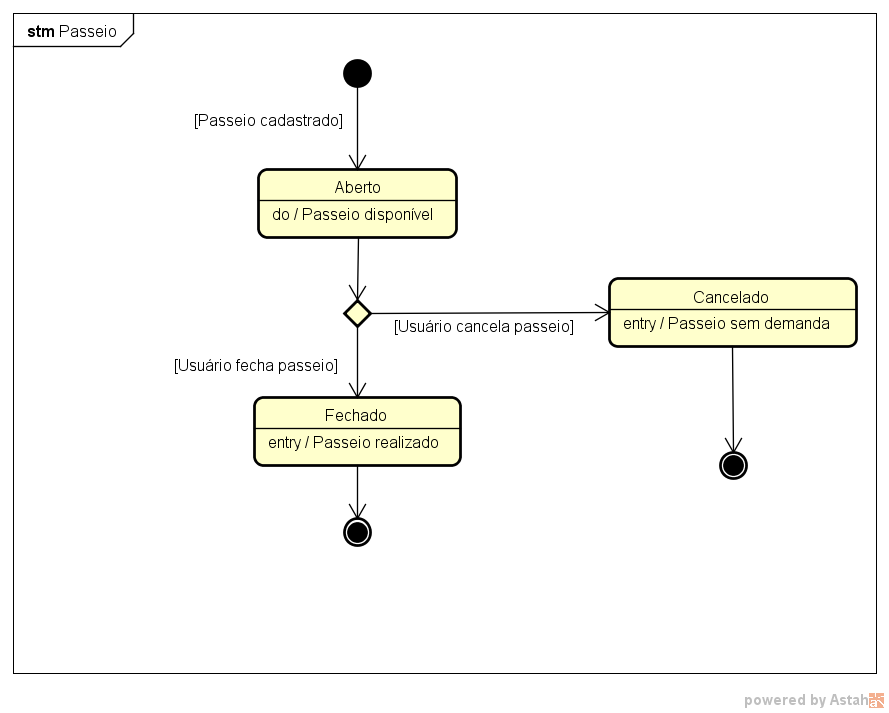 stm Passeio
[Passeio cadastrado]
Aberto
do / Passeio disponível
[Usuário cancela passeio]
Cancelado
entry / Passeio sem demanda
[Usuário fecha passeio]
Fechado
entry / Passeio realizado
powered by Astah